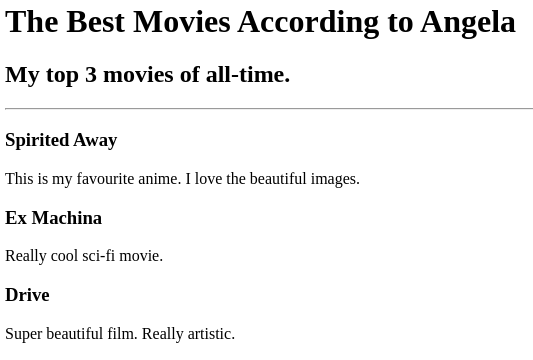 The Best Movies According to Angela
My top 3 movies of all-time.
Spirited Away
This is my favourite anime. I love the beautiful images.
Ex Machina
Really cool sci-fi movie.
Drive
Super beautiful film. Really artistic.